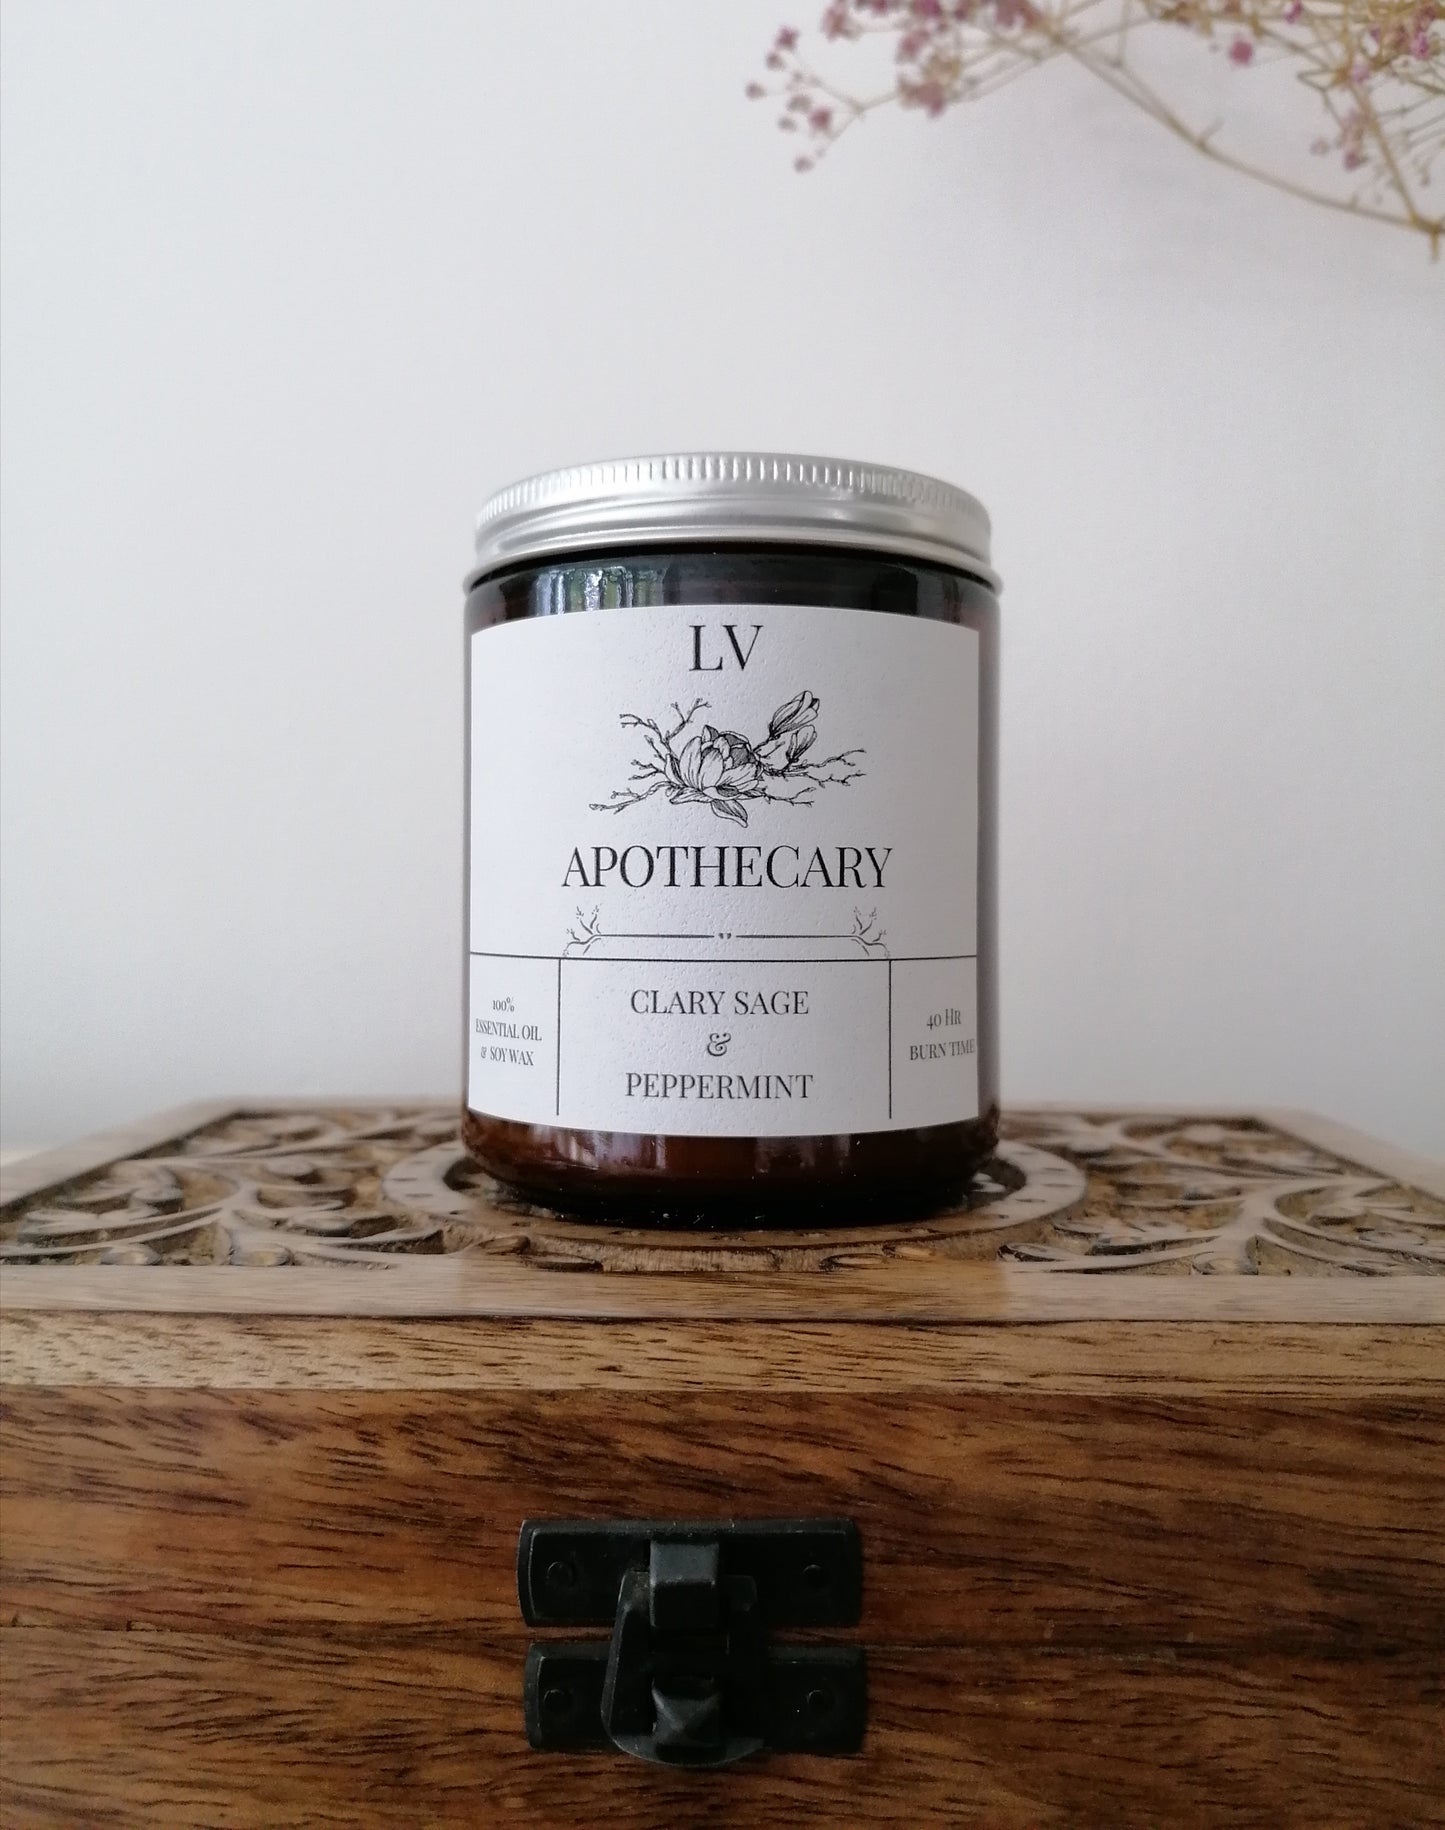 LV
APOTHECARY
100%
ESSENTIAL OIL
& SOY WAX
CLARY SAGE
&
PEPPERMINT
40 Hr
BURN TIME